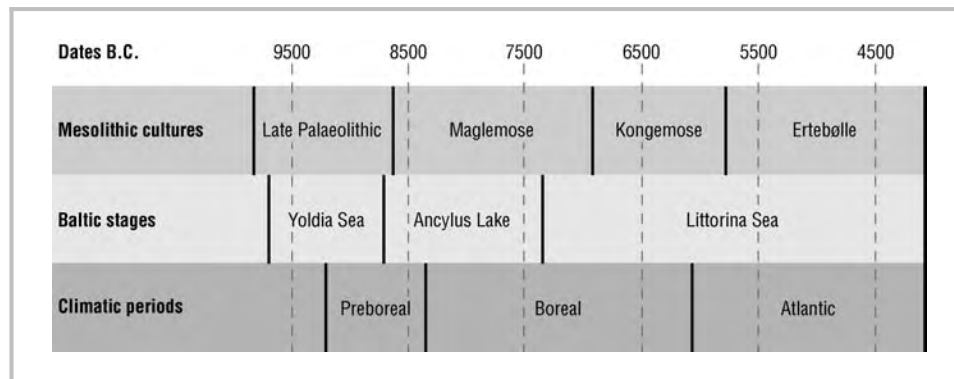 Dates B.C. 9500 8500 7500 6500 5500 4500
Mesolithic cultures Late Palaeolithic Maglemose Kongemose Ertebølle
Baltic stages Yoldia Sea Ancylus Lake Littorina Sea
Climatic periods Preboreal Boreal Atlantic